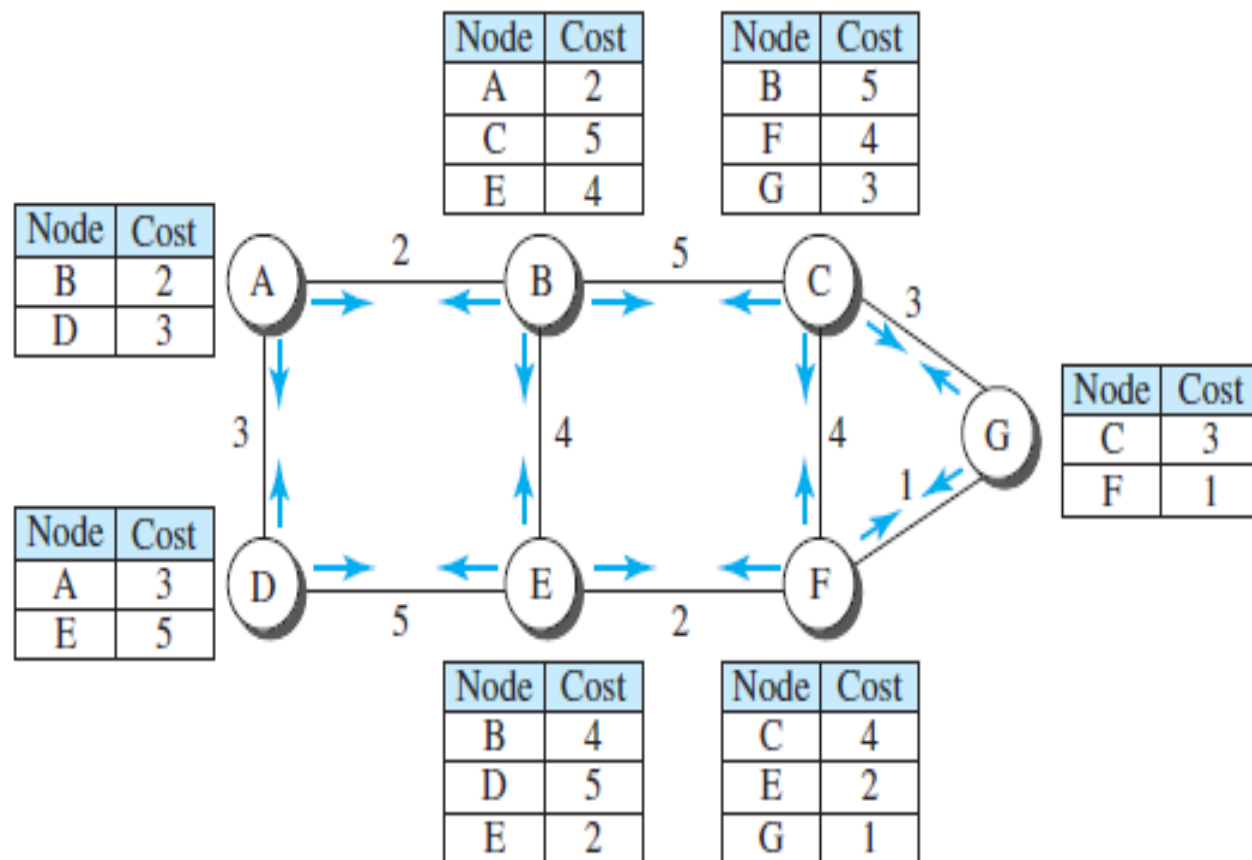 Node Cost
A 2
C 5
E 4
Node Cost
B 5
F 4
G 3
Node Cost
B 2
D 3
A
2
B
5
C
3
3
4
4
G
1
Node Cost
C 3
F 1
Node Cost
A 3
E 5
D
5
E
2
F
Node Cost
B 4
D 5
E 2
Node Cost
C 4
E 2
G 1